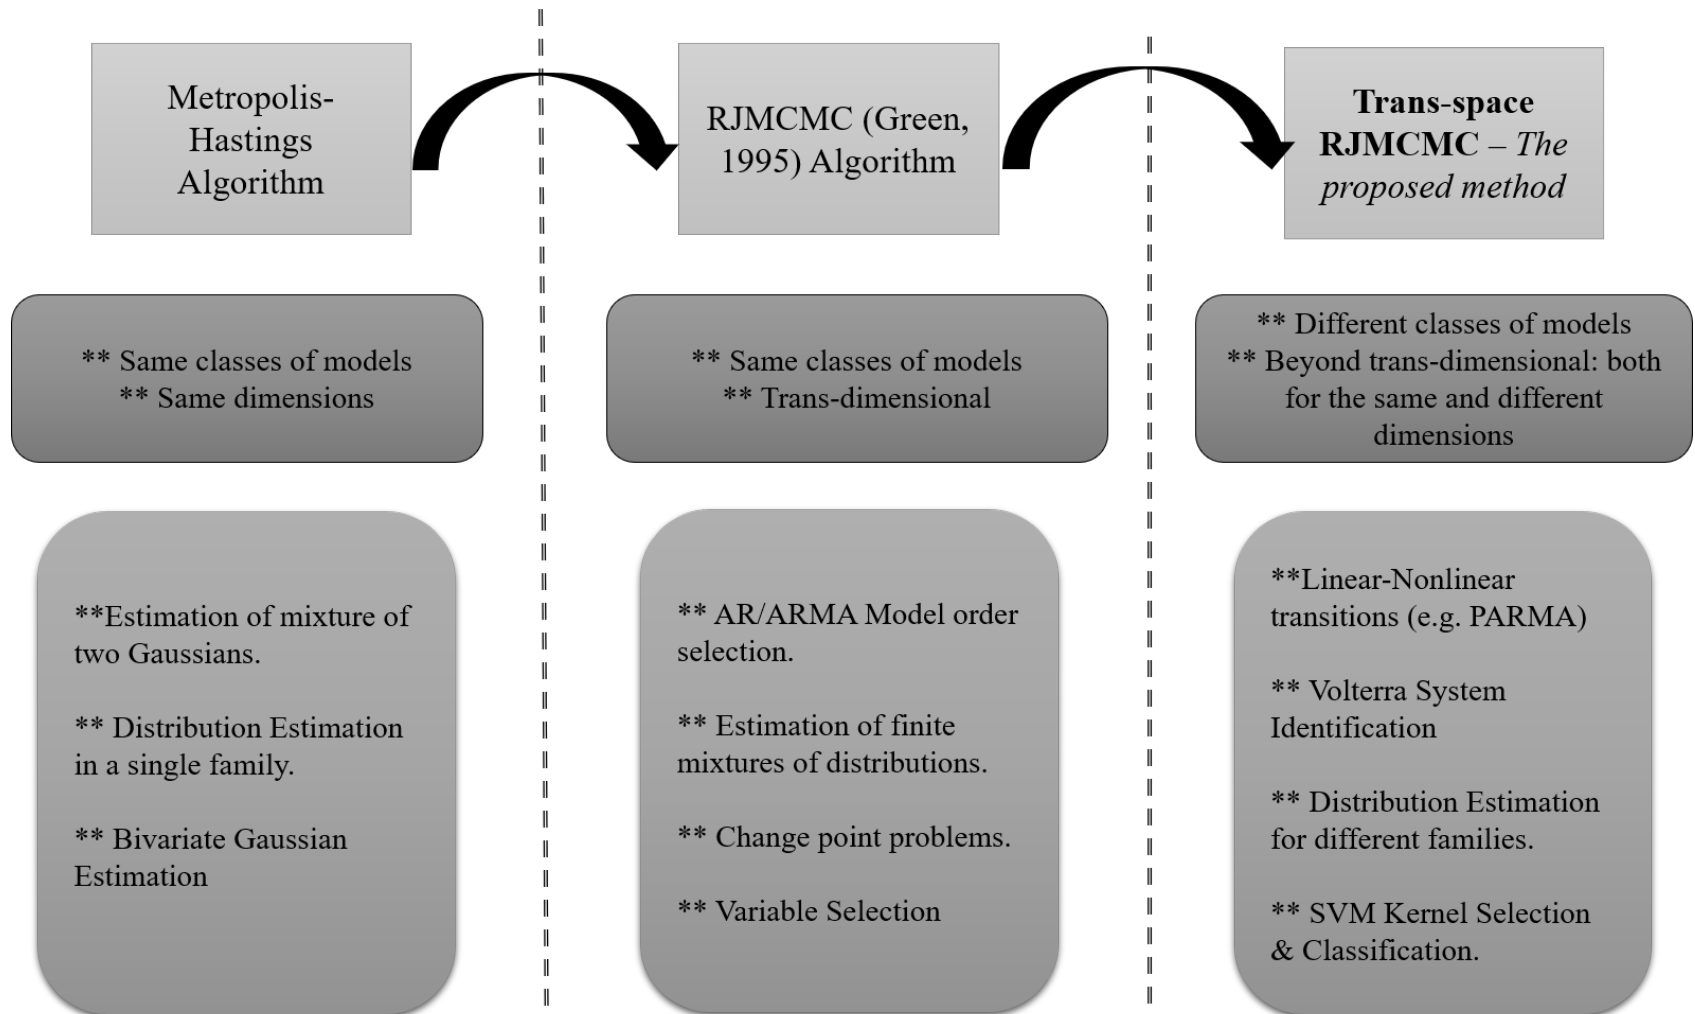 Metropolis-
Hastings
Algorithm
RJMCMC (Green,
1995) Algorithm
Trans-space
RJMCMC – The
proposed method
** Same classes of models
** Same dimensions
** Same classes of models
** Trans-dimensional
** Different classes of models
** Beyond trans-dimensional: both
for the same and different
dimensions
**Estimation of mixture of
two Gaussians.
** Distribution Estimation
in a single family.
** Bivariate Gaussian
Estimation
** AR/ARMA Model order
selection.
** Estimation of finite
mixtures of distributions.
** Change point problems.
** Variable Selection
**Linear-Nonlinear
transitions (e.g. PARMA)
** Volterra System
Identification
** Distribution Estimation
for different families.
** SVM Kernel Selection
& Classification.